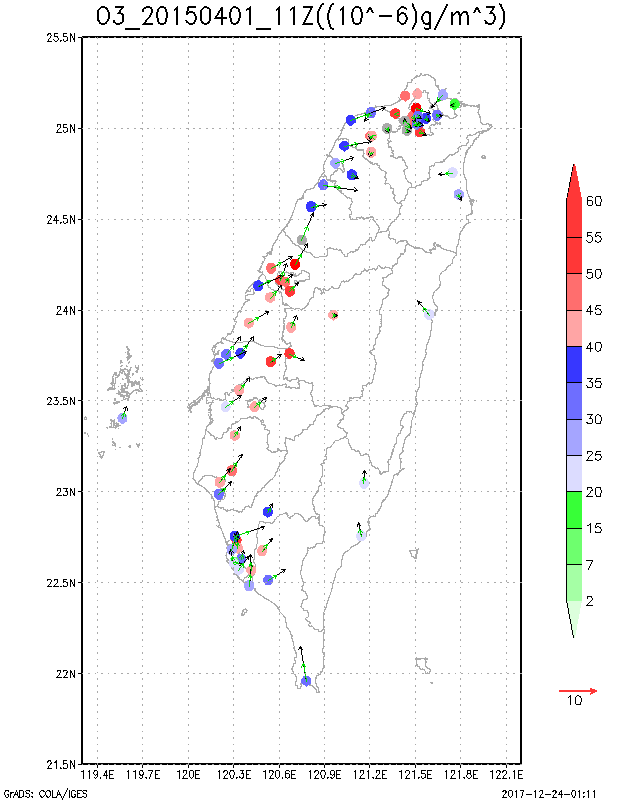 O3_20150401_11Z((10^-6)g/m^3)
25.5N
25N
24.5N
24N
23.5N
23N
22.5N
22N
21.5N
119.4E 119.7E 120E 120.3E 120.6E 120.9E 121.2E 121.5E 121.8E 122.1E
60
55
50
45
40
35
30
25
20
15
7
2
10
GrADS: COLA/IGES
2017-12-24-01:11